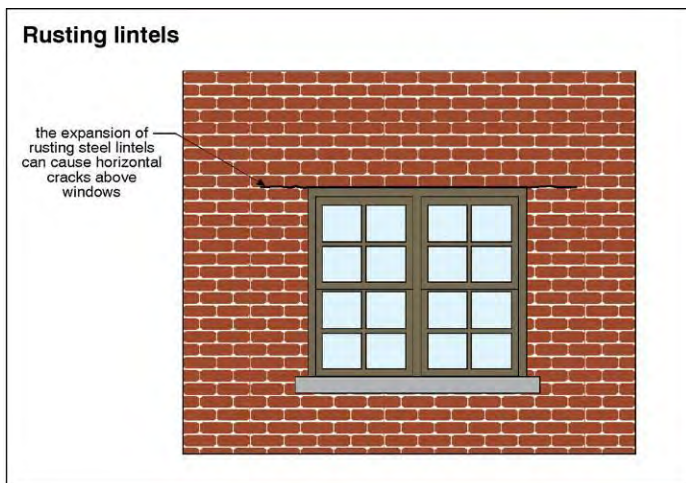 Rusting lintels
the expansion of
rusting steel lintels
can cause horizontal
cracks above
windows